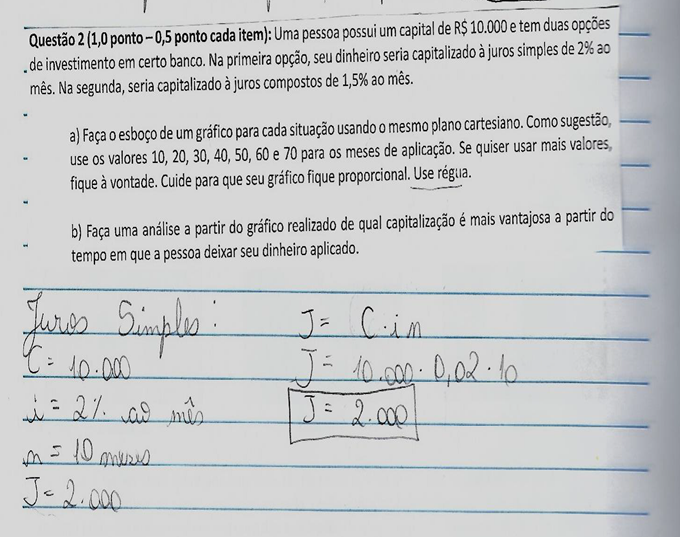 Questão 2 (1,0 ponto – 0,5 ponto cada item): Uma pessoa possui um capital de R$ 10.000 e tem duas opções
de investimento em certo banco. Na primeira opção, seu dinheiro seria capitalizado à juros simples de 2% ao
mês. Na segunda, seria capitalizado à juros compostos de 1,5% ao mês.
a) Faça o esboço de um gráfico para cada situação usando o mesmo plano cartesiano. Como sugestão,
use os valores 10, 20, 30, 40, 50, 60 e 70 para os meses de aplicação. Se quiser usar mais valores,
fique à vontade. Cuide para que seu gráfico fique proporcional. Use régua.
b) Faça uma análise a partir do gráfico realizado de qual capitalização é mais vantajosa a partir do
tempo em que a pessoa deixar seu dinheiro aplicado.
Juros Simples:
C = 10.000
i = 2% ao mês
n = 10 meses
J = 2.000
J = C.in
J = 10.000 . 0,02 . 10
J = 2.000